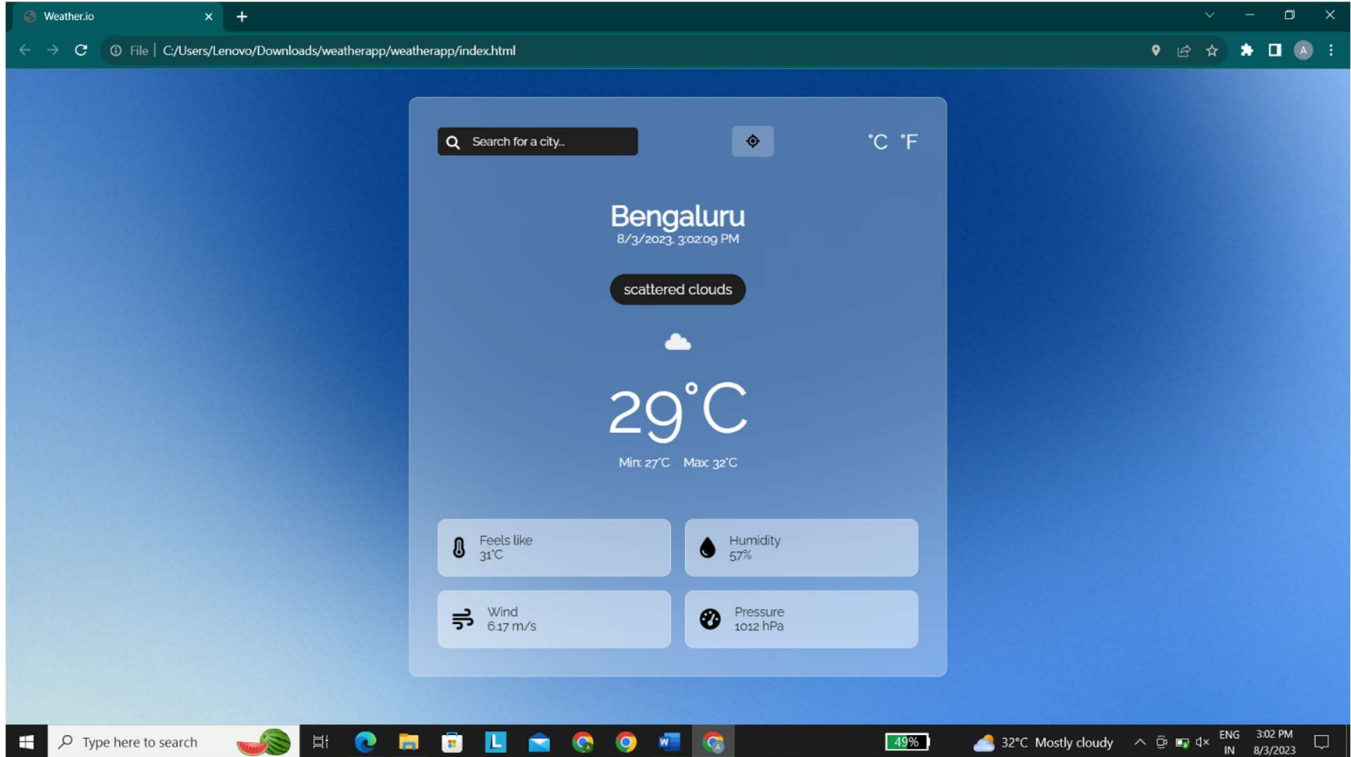 Weather.io
File | C:/Users/Lenovo/Downloads/weatherapp/weatherapp/index.html
A
Search for a city...
°C °F
Bengaluru
8/3/2023, 3:02:09 PM
scattered clouds
29°C
Min: 27°C Max: 32°C
Feels like
31°C
Humidity
57%
Wind
6.17 m/s
Pressure
1012 hPa
Type here to search
L
W
49%
32°C Mostly cloudy
ENG
IN
3:02 PM
8/3/2023